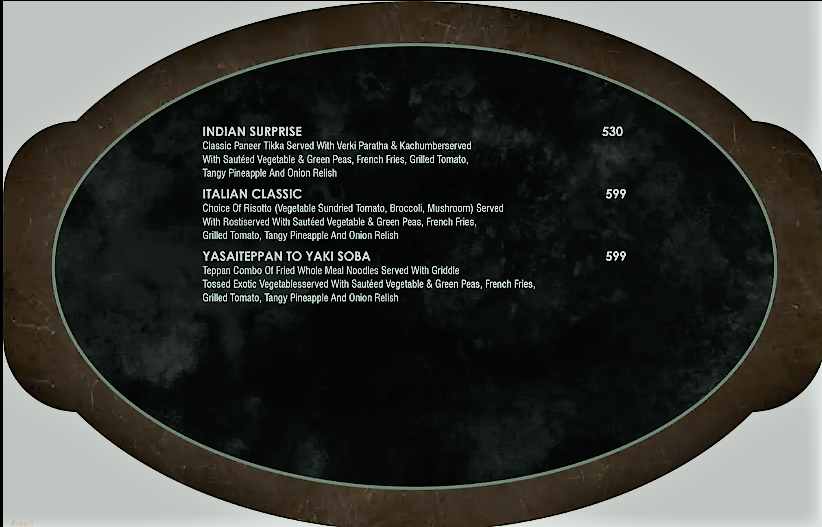 INDIAN SURPRISE 530
Classic Paneer Tikka Served With Verki Paratha & Kachumberserved
With Sautéed Vegetable & Green Peas, French Fries, Grilled Tomato,
Tangy Pineapple And Onion Relish
ITALIAN CLASSIC 599
Choice Of Risotto (Vegetable Sundried Tomato, Broccoli, Mushroom) Served
With Rostiserved With Sautéed Vegetable & Green Peas, French Fries,
Grilled Tomato, Tangy Pineapple And Onion Relish
YASAITEPPAN TO YAKI SOBA 599
Teppan Combo Of Fried Whole Meal Noodles Served With Griddle
Tossed Exotic Vegetablesserved With Sautéed Vegetable & Green Peas, French Fries,
Grilled Tomato, Tangy Pineapple And Onion Relish